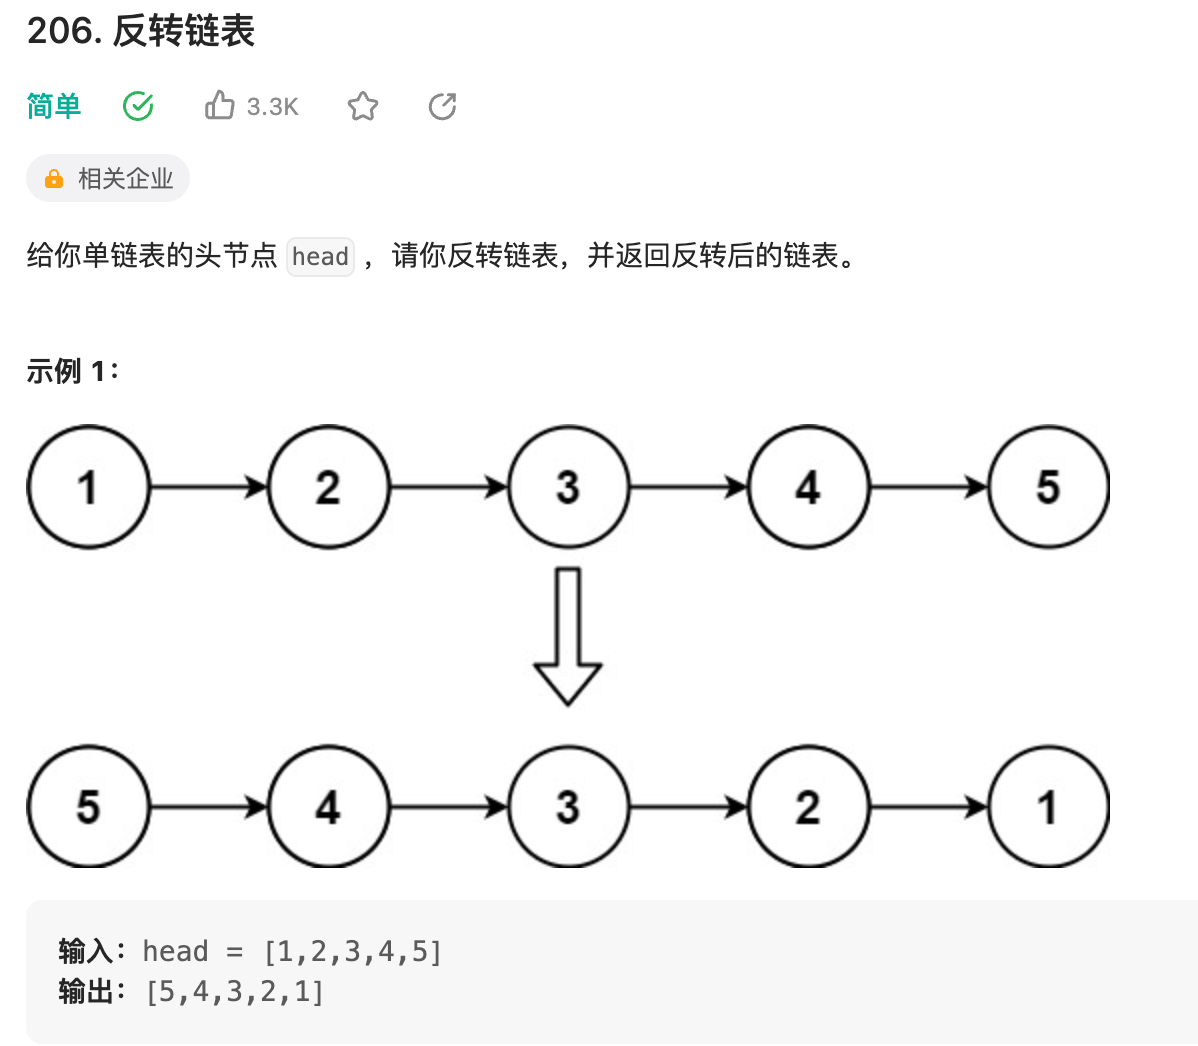 206. 反转链表
简单 3.3K
相关企业
给你单链表的头节点 head ，请你反转链表，并返回反转后的链表。
示例 1：
1 2 3 4 5
5 4 3 2 1
输入：head = [1,2,3,4,5]
输出：[5,4,3,2,1]